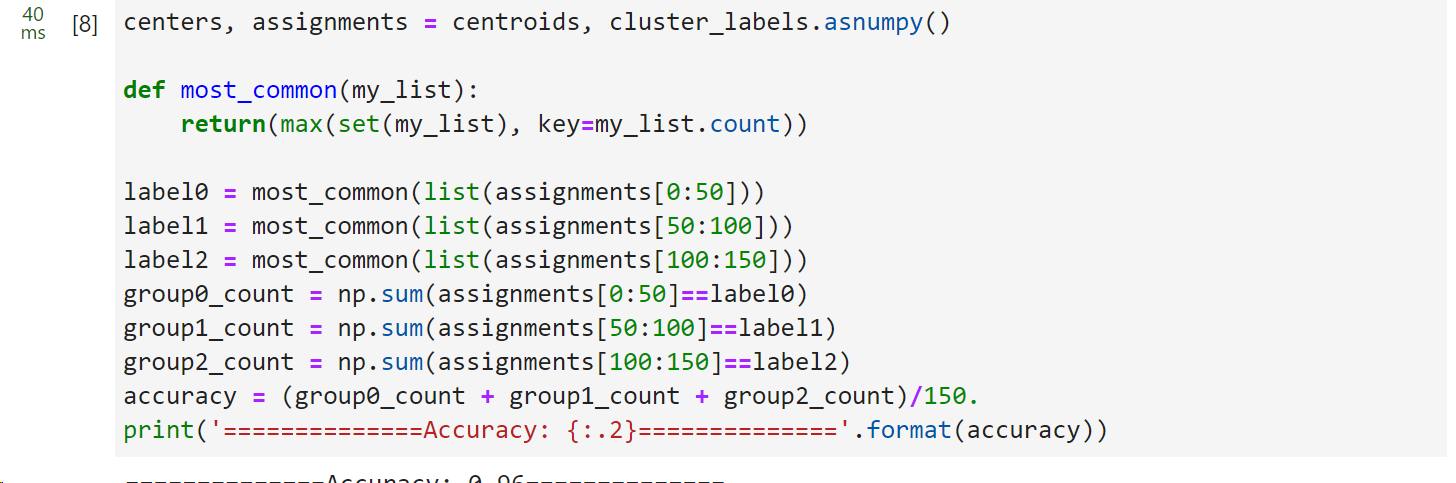 40
ms
[8]
centers, assignments = centroids, cluster_labels.asnumpy()
def most_common(my_list):
    return(max(set(my_list), key=my_list.count))
label0 = most_common(list(assignments[0:50]))
label1 = most_common(list(assignments[50:100]))
label2 = most_common(list(assignments[100:150]))
group0_count = np.sum(assignments[0:50]==label0)
group1_count = np.sum(assignments[50:100]==label1)
group2_count = np.sum(assignments[100:150]==label2)
accuracy = (group0_count + group1_count + group2_count)/150.
print('==============Accuracy: {:.2}=============='.format(accuracy))
==============Accuracy: 0.96==============